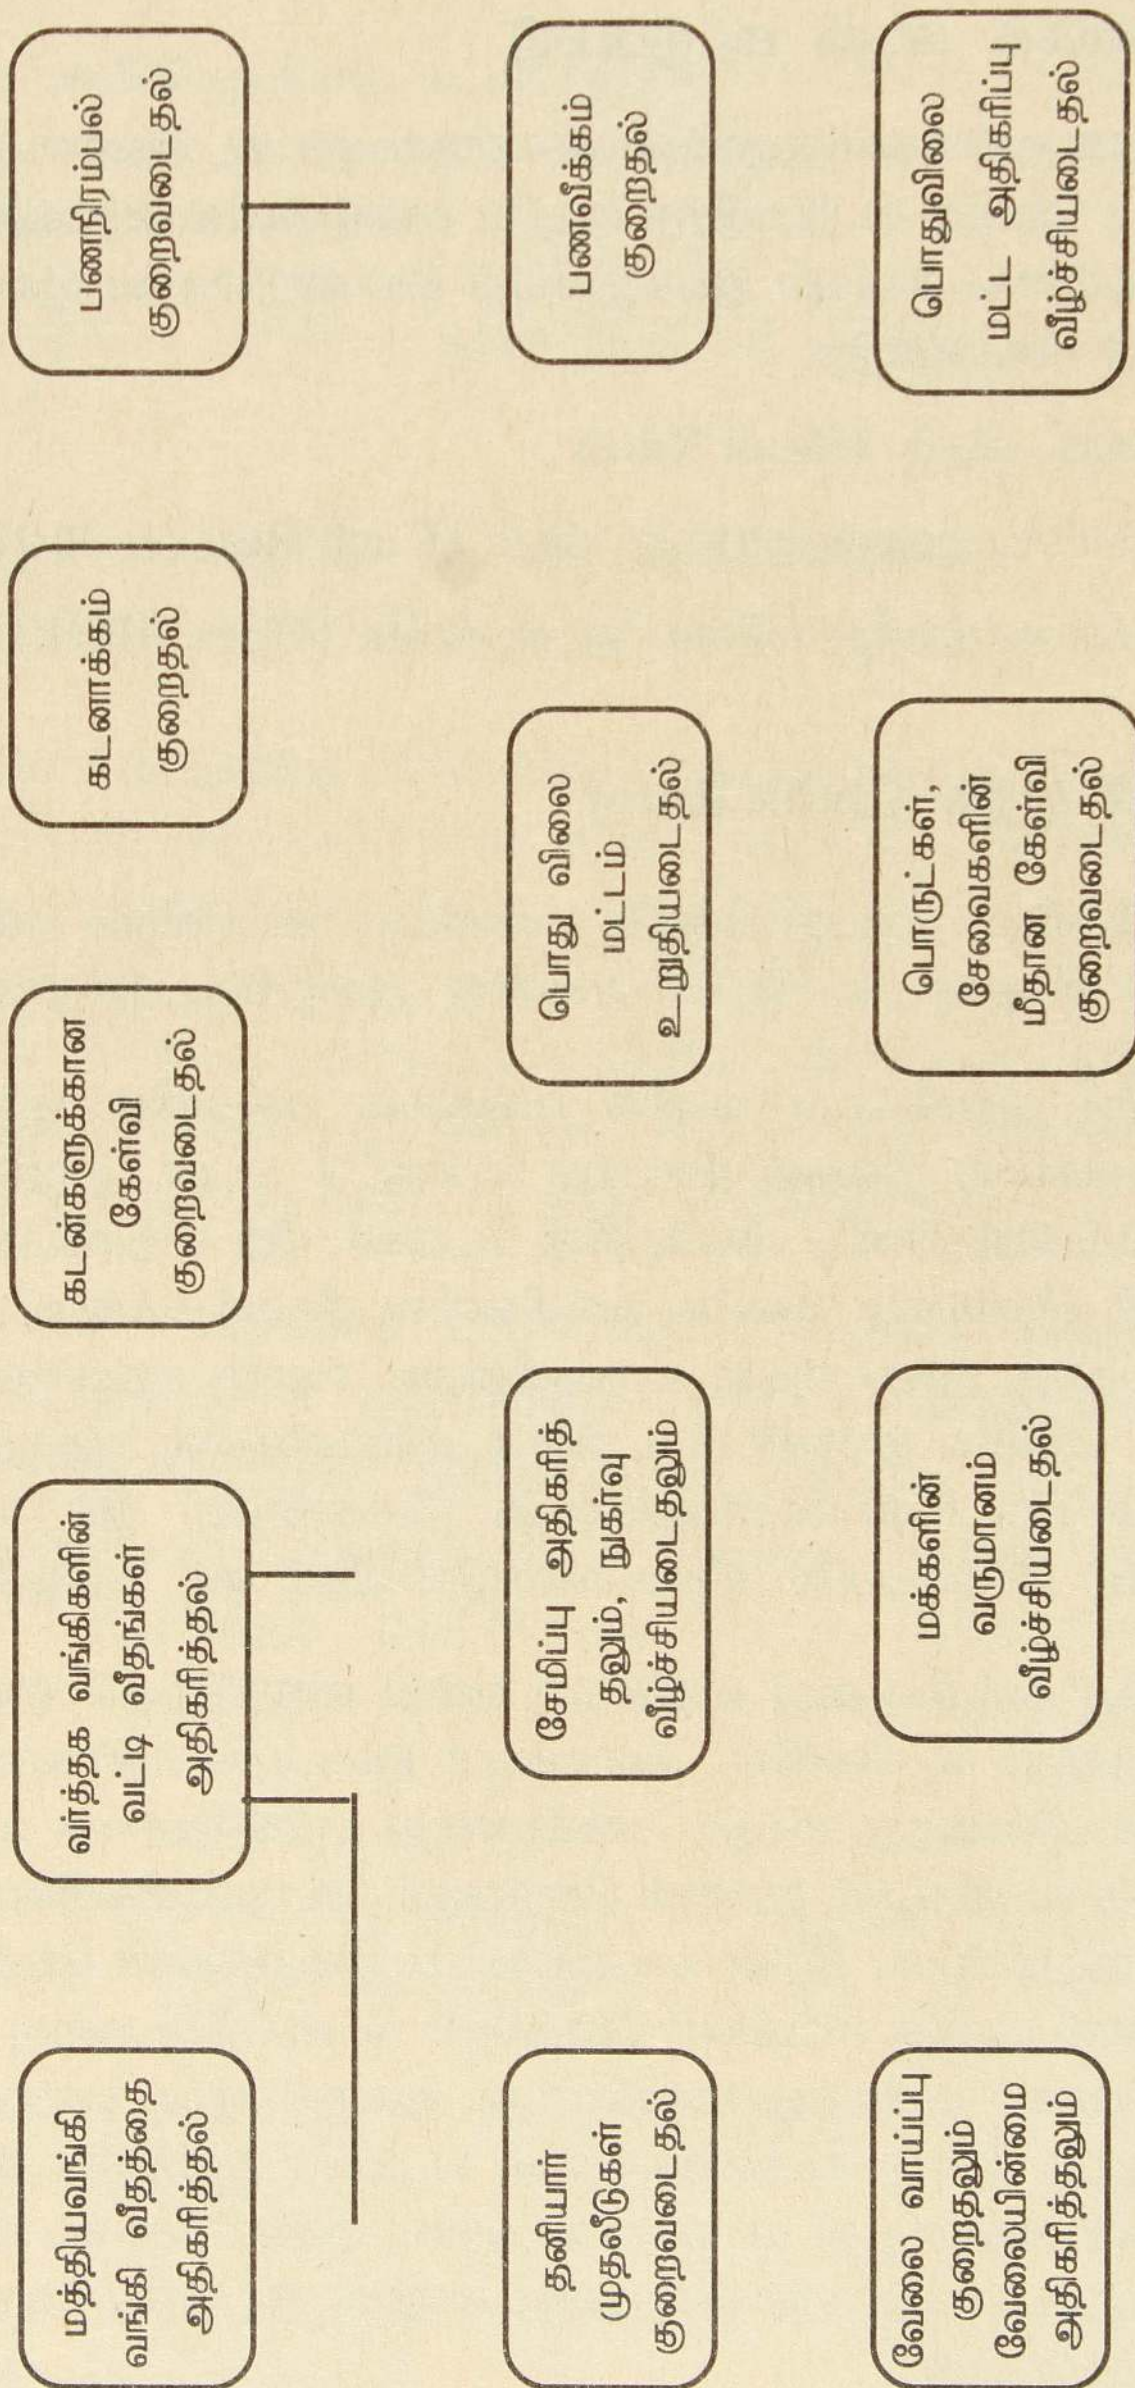 மத்தியவங்கி
வங்கி வீதத்தை
அதிகரித்தல்
வர்த்தக வங்கிகளின்
வட்டி வீதங்கள்
அதிகரித்தல்
கடன்களுக்கான
கேள்வி
குறைவடைதல்
கடனாக்கம்
குறைதல்
பணநிரம்பல்
குறைவடைதல்
தனியார்
முதலீடுகள்
குறைவடைதல்
சேமிப்பு அதிகரித்
தலும், நுகர்வு
வீழ்ச்சியடைதலும்
பொது விலை
மட்டம்
உறுதியடைதல்
பணவீக்கம்
குறைதல்
வேலை வாய்ப்பு
குறைதலும்
வேலையின்மை
அதிகரித்தலும்
மக்களின்
வருமானம்
வீழ்ச்சியடைதல்
பொருட்கள்,
சேவைகளின்
மீதான கேள்வி
குறைவடைதல்
பொதுவிலை
மட்ட அதிகரிப்பு
வீழ்ச்சியடைதல்